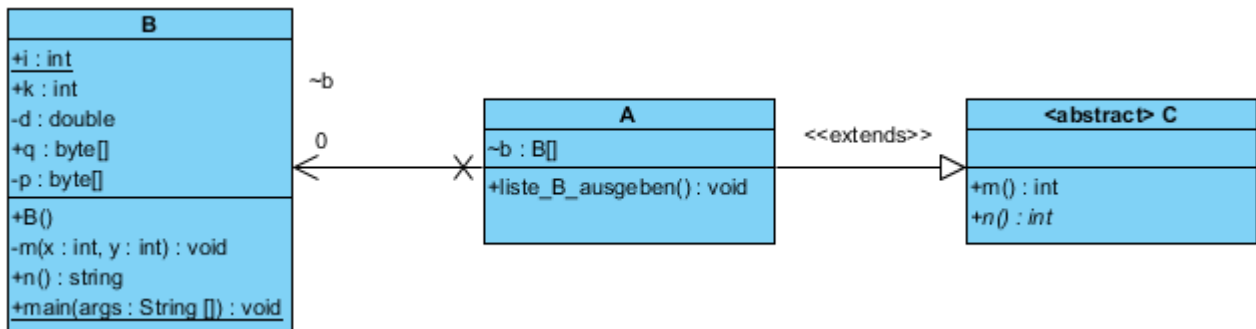 B
+i : int
+k : int
-d : double
+q : byte[]
-p : byte[]
+B()
-m(x : int, y : int) : void
+n() : string
+main(args : String []) : void
~b
0
A
~b : B[]
+liste_B_ausgeben() : void
<<extends>>
<abstract> C
+m() : int
+n() : int